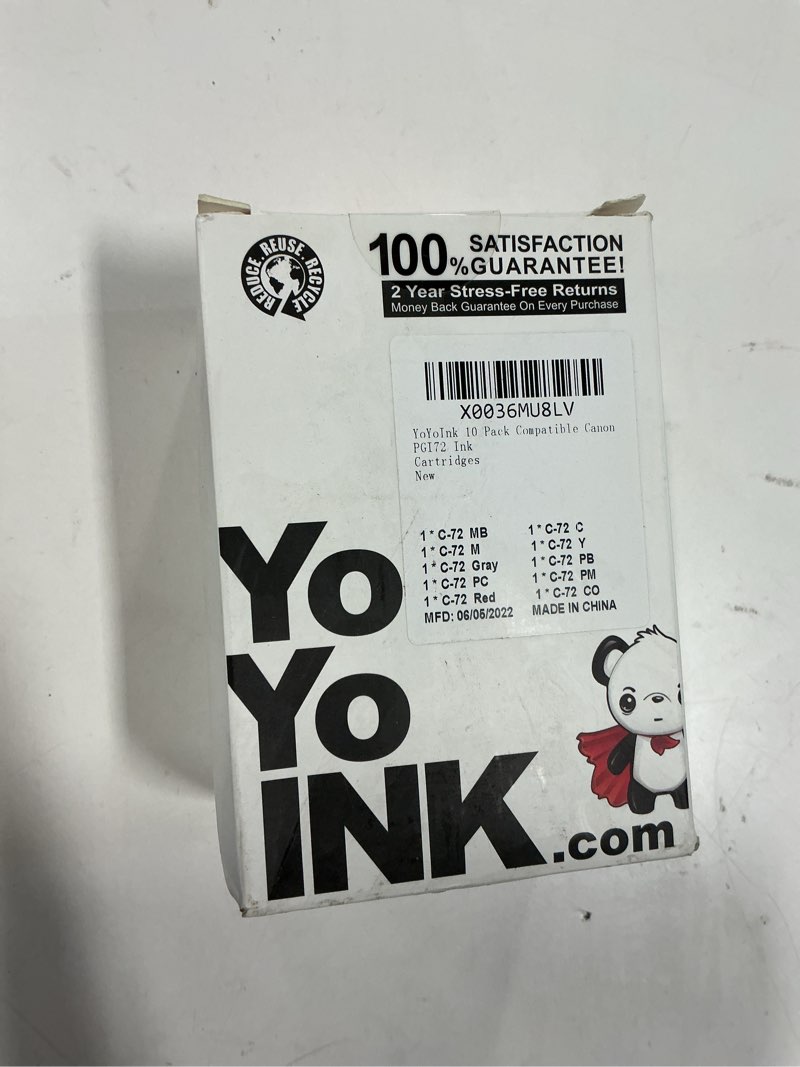 REDUCE. REUSE. RECYCLE
100% SATISFACTION GUARANTEE!
2 Year Stress-Free Returns
Money Back Guarantee On Every Purchase
X0036MU8LV
YoYoInk 10 Pack Compatible Canon
PGI72 Ink
Cartridges
New
1 * C-72 MB
1 * C-72 M
1 * C-72 Gray
1 * C-72 PC
1 * C-72 Red
MFD: 06/05/2022
1 * C-72 C
1 * C-72 Y
1 * C-72 PB
1 * C-72 PM
1 * C-72 CO
MADE IN CHINA
Yo
Yo
INK.com